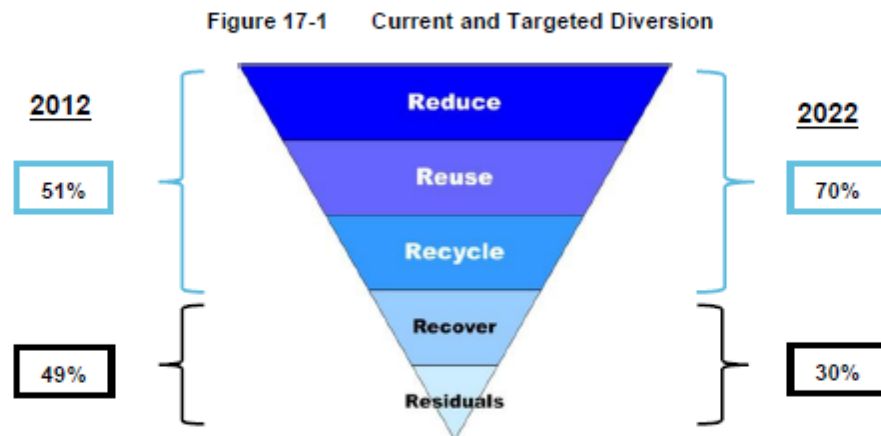 Figure 17-1 Current and Targeted Diversion
2012
51%
49%
Reduce
Reuse
Recycle
Recover
Residuals
2022
70%
30%